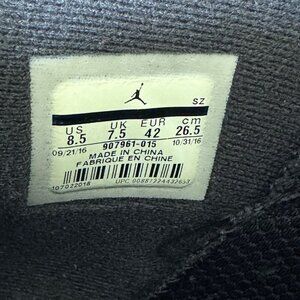 SZ
US UK EUR cm
8.5 7.5 42 26.5
09/21/16 907961-015 10/31/16
MADE IN CHINA
FABRIQUE EN CHINE
107022018